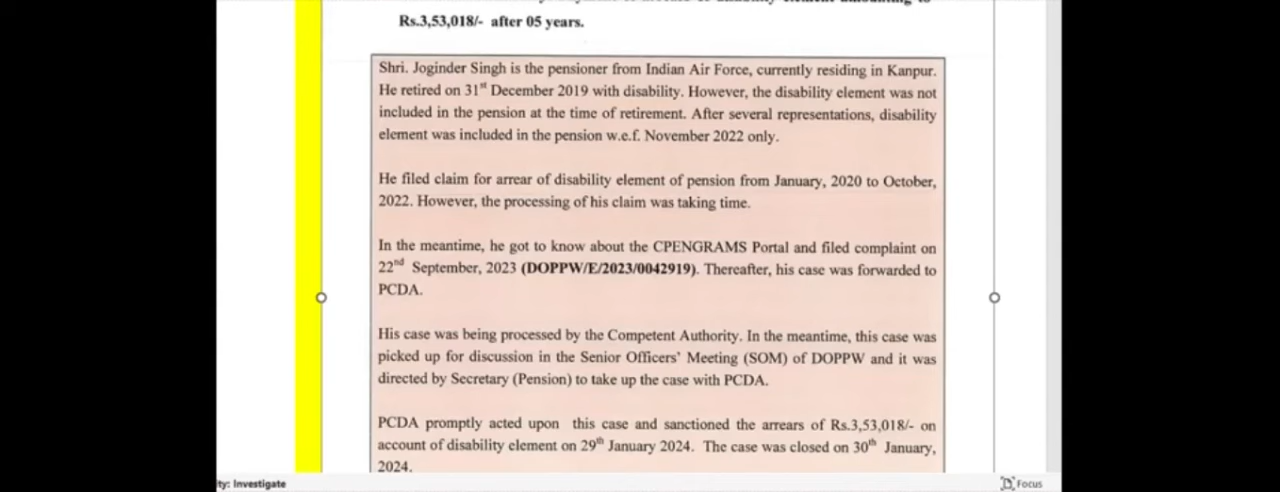 Rs.3,53,018/- after 05 years.
Shri. Joginder Singh is the pensioner from Indian Air Force, currently residing in Kanpur.
He retired on 31st December 2019 with disability. However, the disability element was not
included in the pension at the time of retirement. After several representations, disability
element was included in the pension w.e.f. November 2022 only.
He filed claim for arrear of disability element of pension from January, 2020 to October,
2022. However, the processing of his claim was taking time.
In the meantime, he got to know about the CPENGRAMS Portal and filed complaint on
22nd September, 2023 (DOPPW/E/2023/0042919). Thereafter, his case was forwarded to
PCDA.
His case was being processed by the Competent Authority. In the meantime, this case was
picked up for discussion in the Senior Officers' Meeting (SOM) of DOPPW and it was
directed by Secretary (Pension) to take up the case with PCDA.
PCDA promptly acted upon this case and sanctioned the arrears of Rs.3,53,018/- on
account of disability element on 29th January 2024. The case was closed on 30th January,
2024.
ty: Investigate
Focus